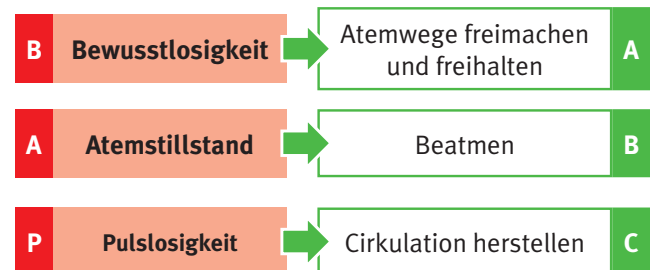 B Bewusstlosigkeit Atemwege freimachen
und freihalten A
A Atemstillstand Beatmen B
P Pulslosigkeit Cirkulation herstellen C